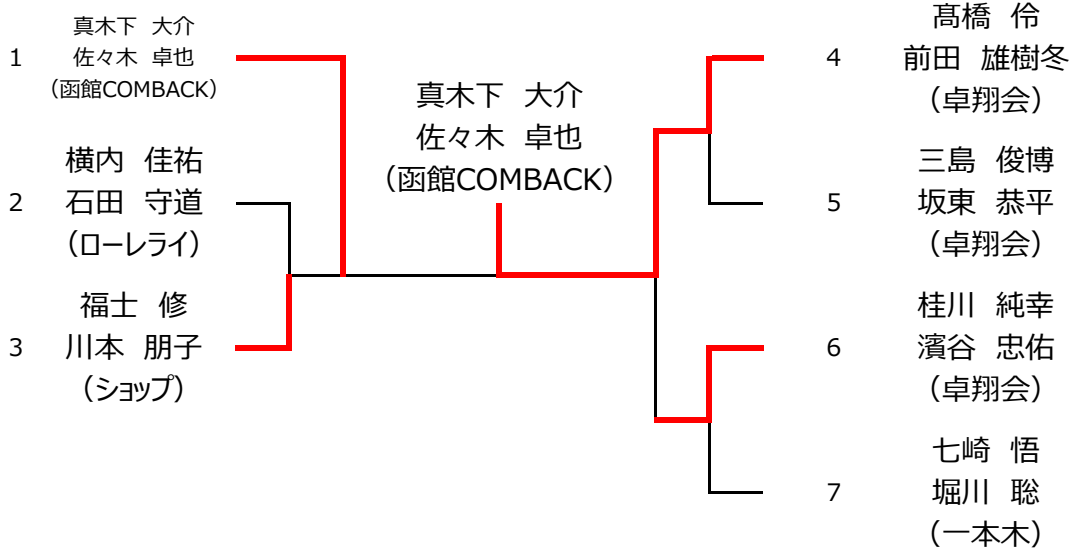 1
真木下 大介
佐々木 卓也
（函館COMBACK）
2
横内 佳祐
石田 守道
（ローレライ）
3
福士 修
川本 朋子
（ショップ）
真木下 大介
佐々木 卓也
（函館COMBACK）
4
髙橋 伶
前田 雄樹冬
（卓翔会）
5
三島 俊博
坂東 恭平
（卓翔会）
6
桂川 純幸
濱谷 忠佑
（卓翔会）
7
七崎 悟
堀川 聡
（一本木）